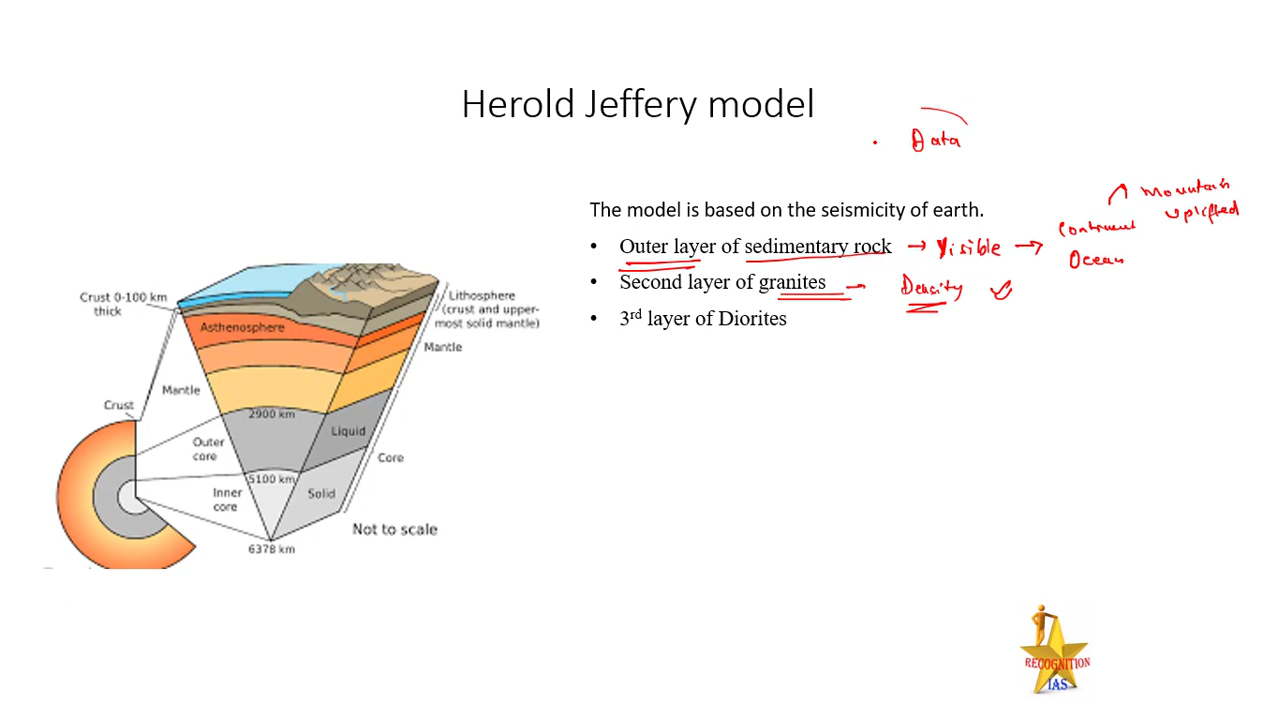 Herold Jeffery model
Data
The model is based on the seismicity of earth.
Mountain
uplifted
Continent
• Outer layer of sedimentary rock → Visible →
Ocean
• Second layer of granites – Density
• 3rd layer of Diorites
Crust 0-100 km
thick
Asthenosphere
Lithosphere
(crust and upper-
most solid mantle)
Mantle
Mantle
Crust
2900 km
Liquid
Outer
core
Core
5100 km
Inner
core
Solid
Not to scale
6378 km
RECOGNITION
IAS